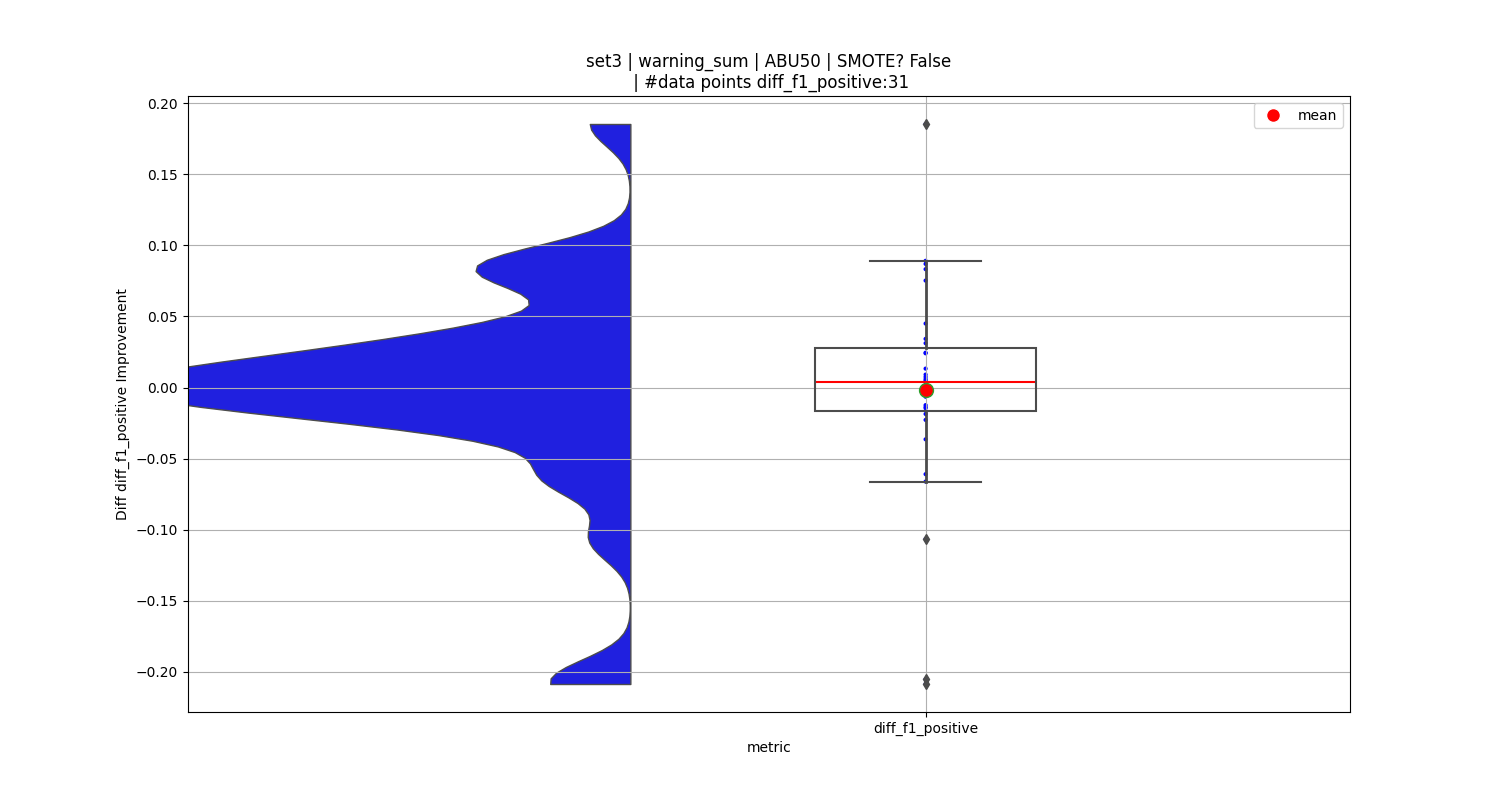 set3 | warning_sum | ABU50 | SMOTE? False
| #data points diff_f1_positive:31
mean
0.20
0.15
0.10
0.05
0.00
−0.05
−0.10
−0.15
−0.20
Diff diff_f1_positive Improvement
diff_f1_positive
metric